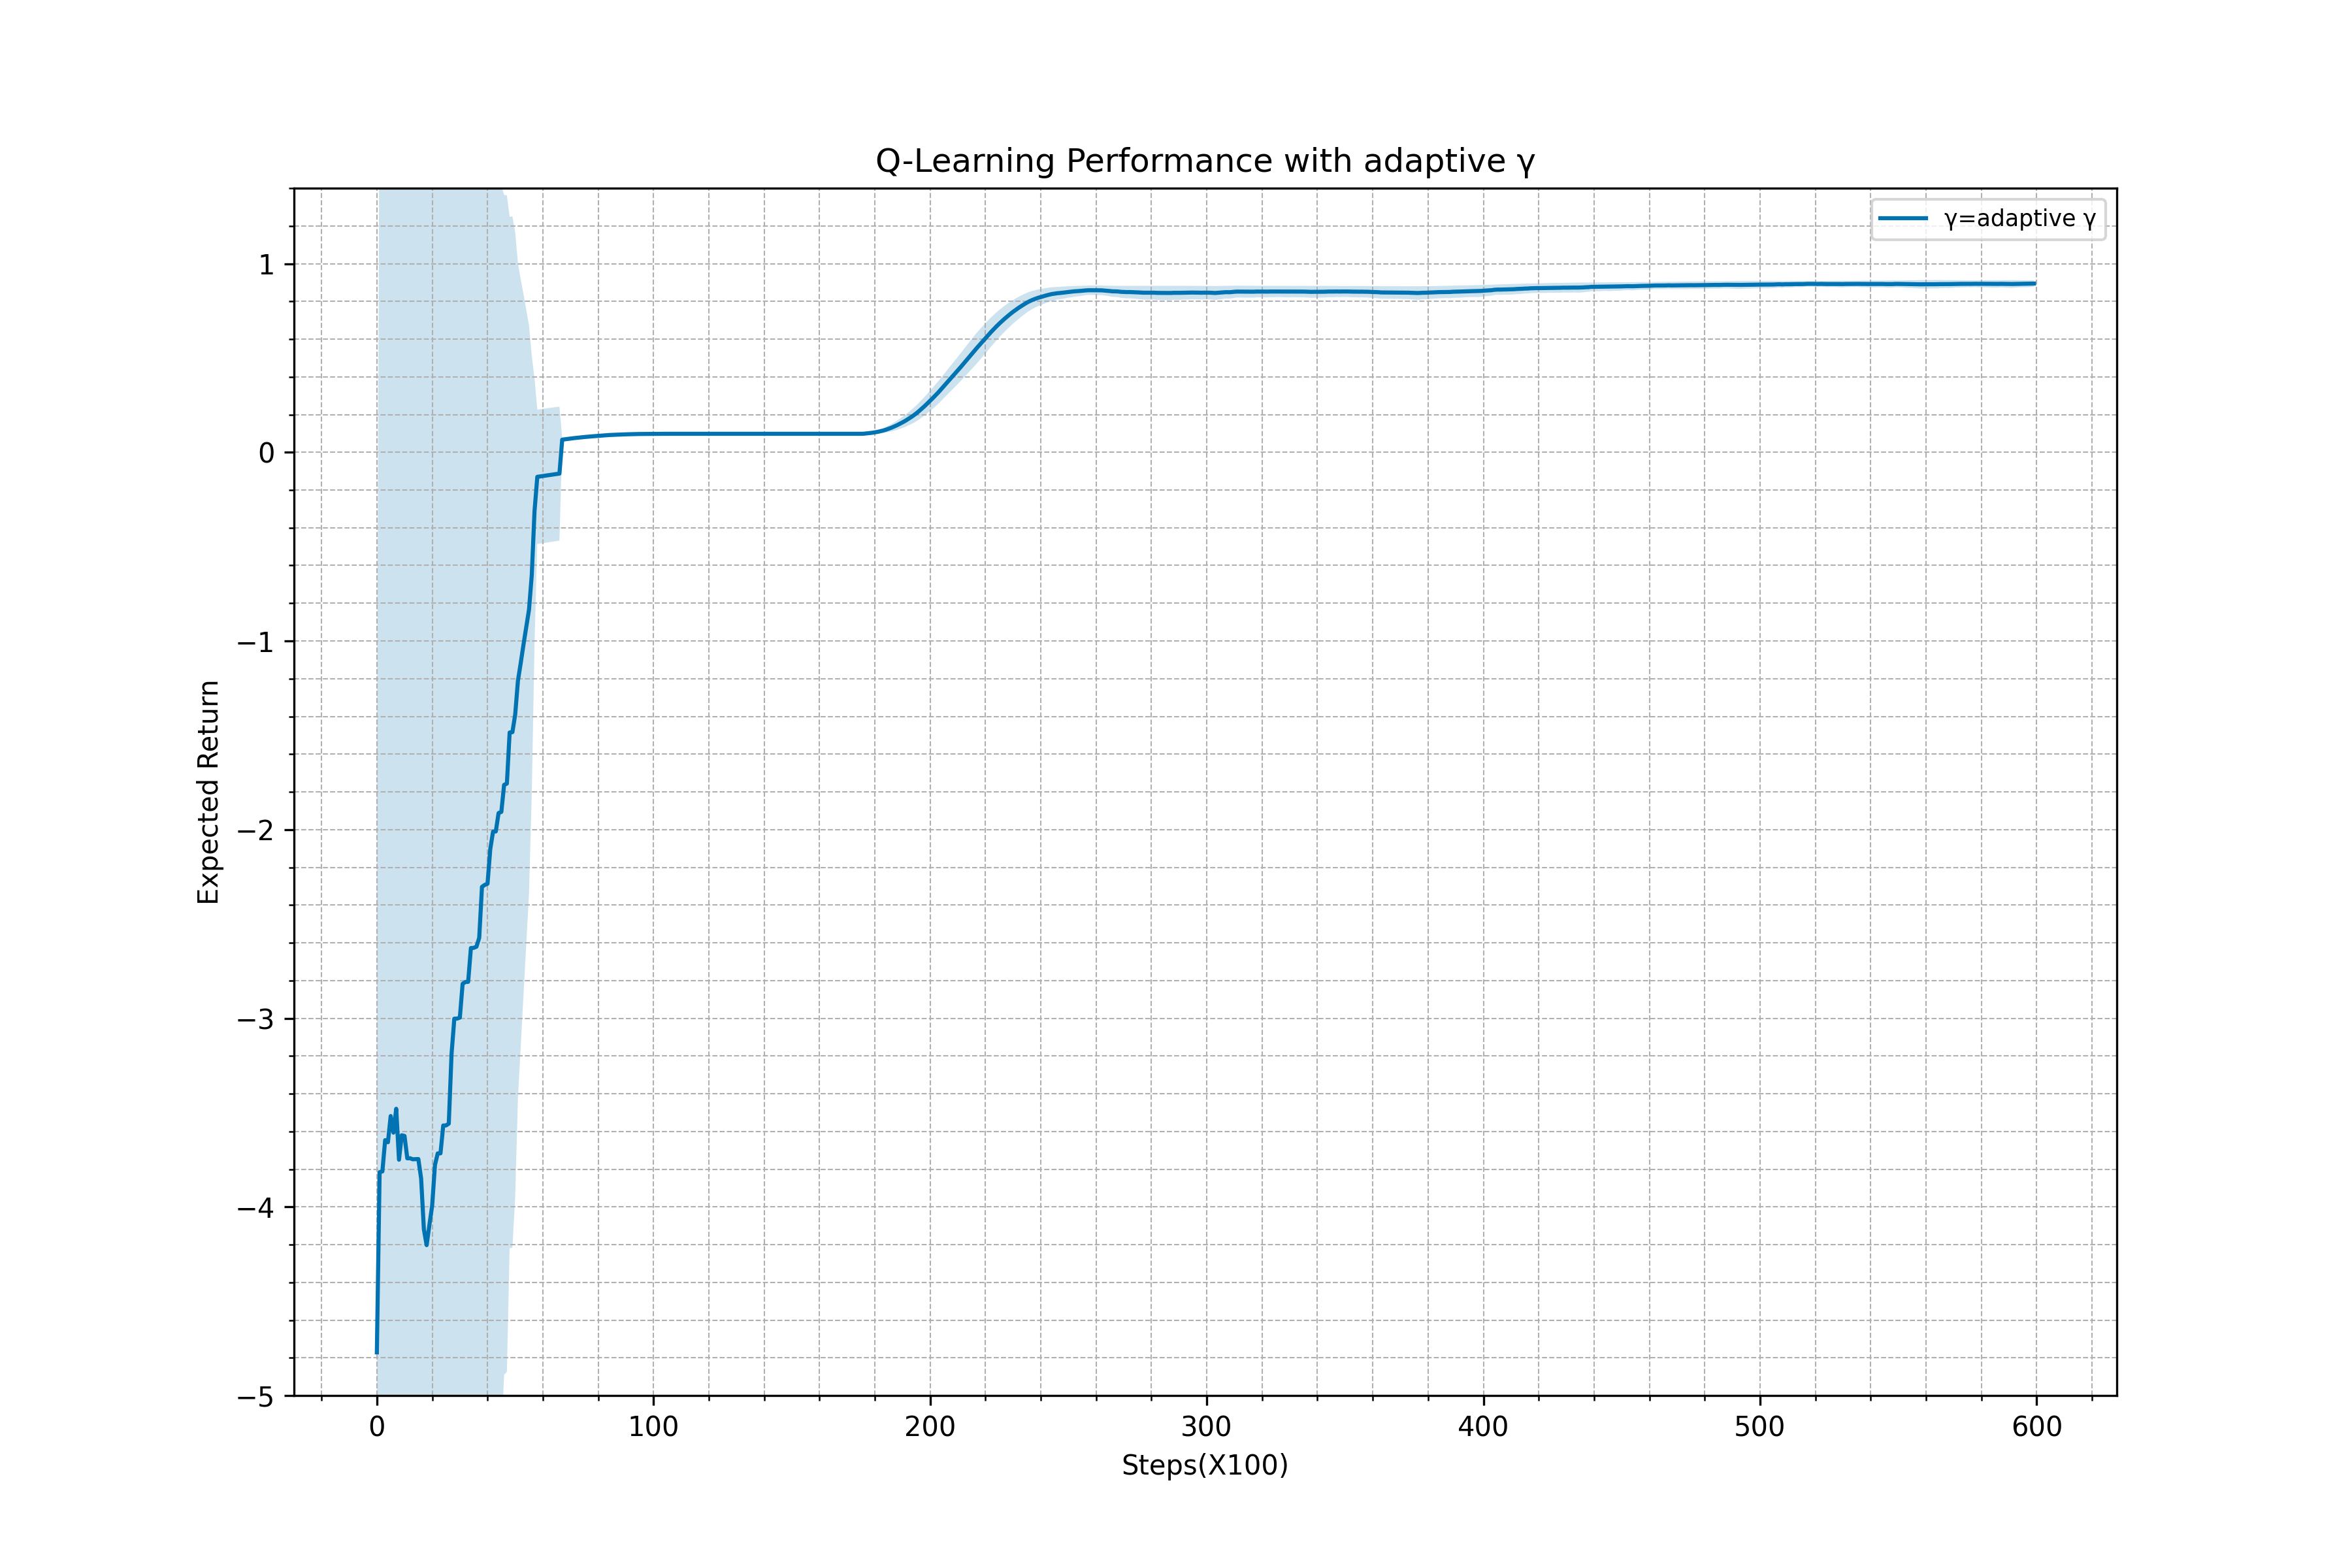 Q-Learning Performance with adaptive γ
γ=adaptive γ
1
0
−1
−2
−3
−4
−5
Expected Return
0 100 200 300 400 500 600
Steps(X100)